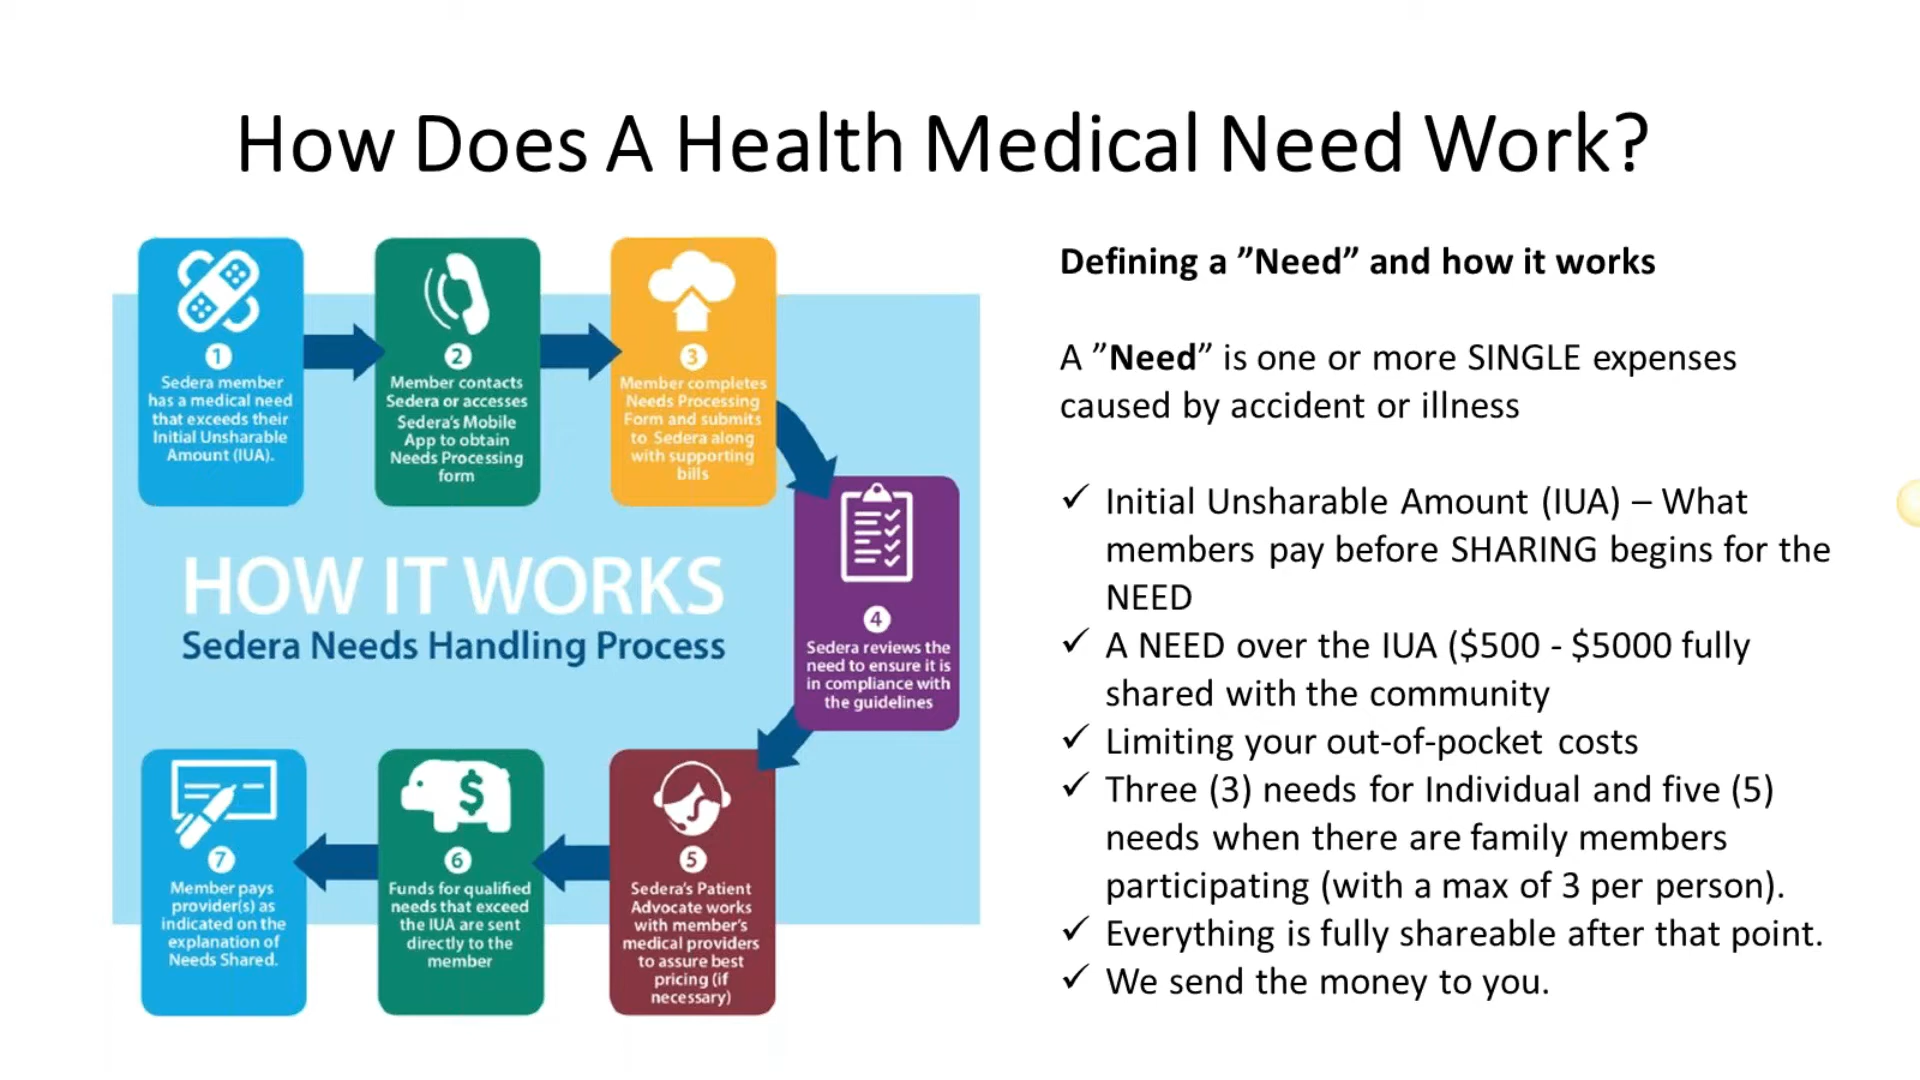 How Does A Health Medical Need Work?
1
Sedera member
has a medical need
that exceeds their
Initial Unsharable
Amount (IUA).
2
Member contacts
Sedera or accesses
Sedera's Mobile
App to obtain
Needs Processing
form
3
Member completes
Needs Processing
Form and submits
to Sedera along
with supporting
bills
HOW IT WORKS
Sedera Needs Handling Process
4
Sedera reviews the
need to ensure it is
in compliance with
the guidelines
5
Sedera's Patient
Advocate works
with member's
medical providers
to assure best
pricing (if
necessary)
$
6
Funds for qualified
needs that exceed
the IUA are sent
directly to the
member
7
Member pays
provider(s) as
indicated on the
explanation of
Needs Shared.
Defining a ”Need” and how it works
A ”Need” is one or more SINGLE expenses
caused by accident or illness
✓ Initial Unsharable Amount (IUA) – What
members pay before SHARING begins for the
NEED
✓ A NEED over the IUA ($500 - $5000 fully
shared with the community
✓ Limiting your out-of-pocket costs
✓ Three (3) needs for Individual and five (5)
needs when there are family members
participating (with a max of 3 per person).
✓ Everything is fully shareable after that point.
✓ We send the money to you.